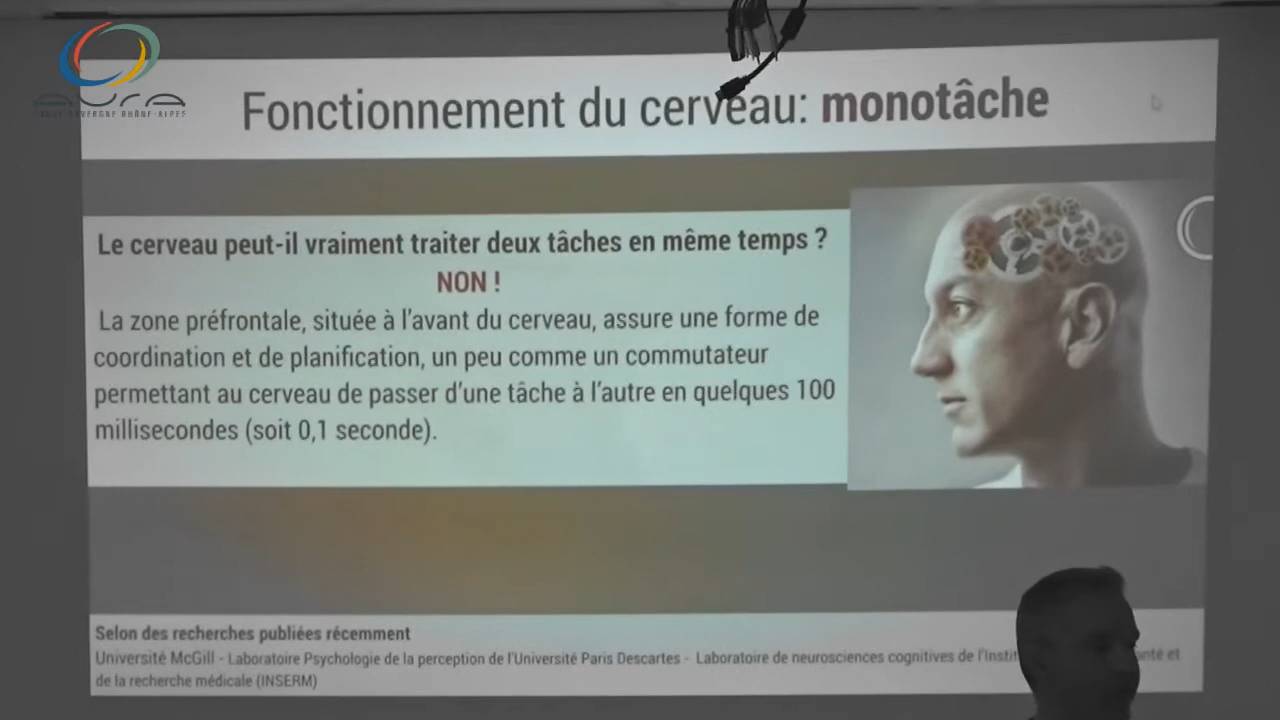 aura
Fonctionnement du cerveau: monotâche
Le cerveau peut-il vraiment traiter deux tâches en même temps ?
NON !
La zone préfrontale, située à l'avant du cerveau, assure une forme de
coordination et de planification, un peu comme un commutateur
permettant au cerveau de passer d'une tâche à l'autre en quelques 100
millisecondes (soit 0,1 seconde).
Selon des recherches publiées récemment
Université McGill - Laboratoire Psychologie de la perception de l'Université Paris Descartes - Laboratoire de neurosciences cognitives de et
de la recherche médicale (INSERM)